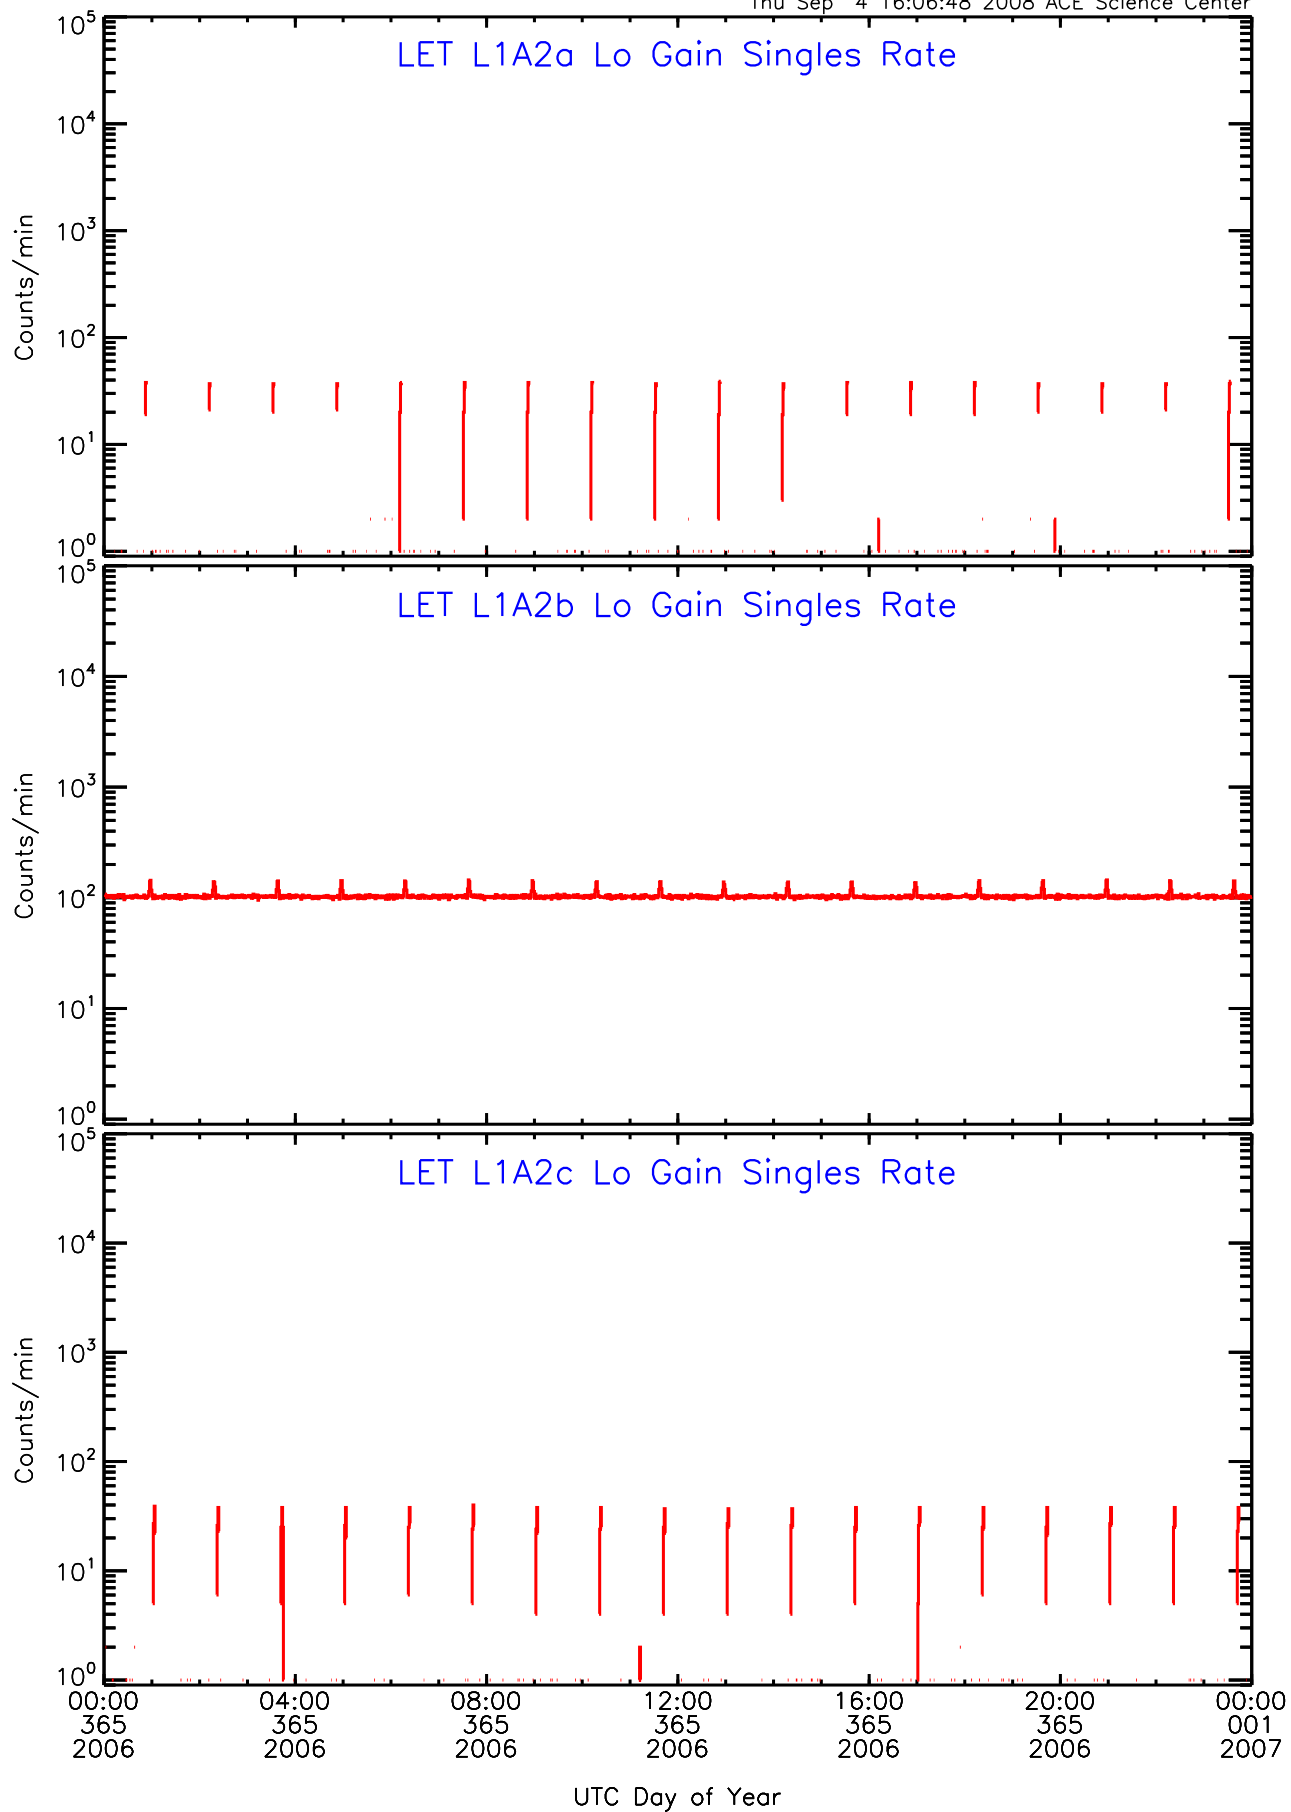 Thu Sep 4 16:06:48 2008 ACE Science Center
LET L1A2a Lo Gain Singles Rate
10^5
10^4
10^3
10^2
10^1
10^0
Counts/min
LET L1A2b Lo Gain Singles Rate
10^5
10^4
10^3
10^2
10^1
10^0
Counts/min
LET L1A2c Lo Gain Singles Rate
10^5
10^4
10^3
10^2
10^1
10^0
Counts/min
00:00 04:00 08:00 12:00 16:00 20:00 00:00
365 365 365 365 365 365 001
2006 2006 2006 2006 2006 2006 2007
UTC Day of Year